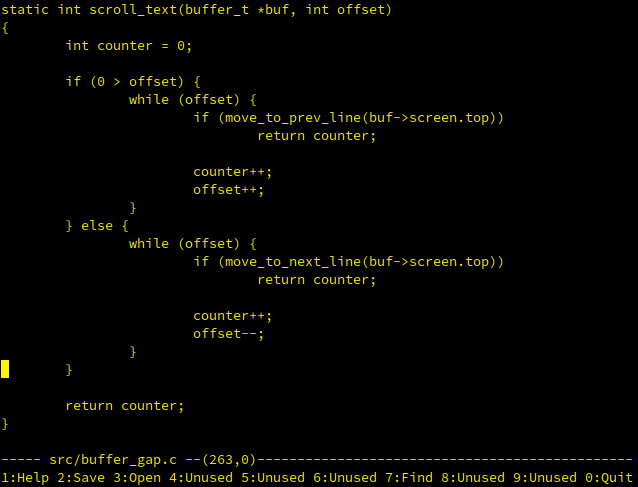 static int scroll_text(buffer_t *buf, int offset)
{
        int counter = 0;

        if (0 > offset) {
                while (offset) {
                        if (move_to_prev_line(buf->screen.top))
                                return counter;

                        counter++;
                        offset++;
                }
        } else {
                while (offset) {
                        if (move_to_next_line(buf->screen.top))
                                return counter;

                        counter++;
                        offset--;
                }
        }

        return counter;
}

----- src/buffer_gap.c --(263,0)-----------------------------------------------
1:Help 2:Save 3:Open 4:Unused 5:Unused 6:Unused 7:Find 8:Unused 9:Unused 0:Quit